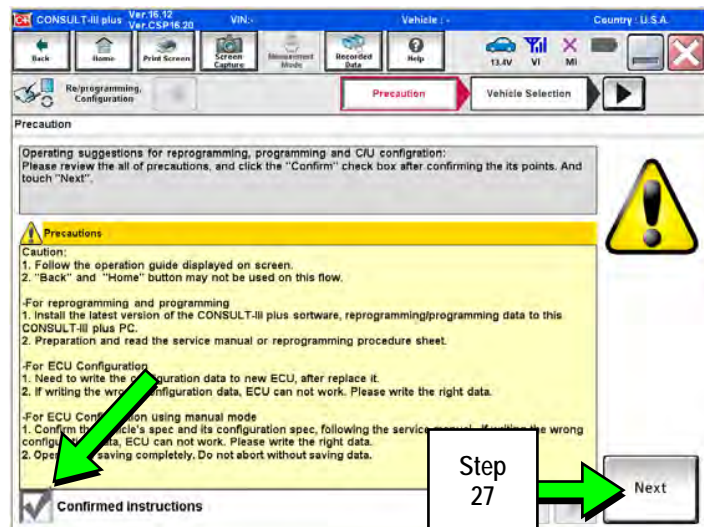 CONSULT-III plus Ver.16.12 Ver.CSP16.20 VIN:- Vehicle : - Country : U.S.A.
Back Home Print Screen Screen Capture Measurement Mode Recorded Data Help 13.4V VI MI
Re/programming, Configuration Precaution Vehicle Selection
Precaution
Operating suggestions for reprogramming, programming and C/U configration:
Please review the all of precautions, and click the "Confirm" check box after confirming the its points. And
touch "Next".
Precautions
Caution:
1. Follow the operation guide displayed on screen.
2. "Back" and "Home" button may not be used on this flow.
-For reprogramming and programming
1. Install the latest version of the CONSULT-III plus sortware, reprogramming/programming data to this
CONSULT-III plus PC.
2. Preparation and read the service manual or reprogramming procedure sheet.
-For ECU Configuration
1. Need to write the configuration data to new ECU, after replace it.
2. If writing the wrong configuration data, ECU can not work. Please write the right data.
-For ECU Configuration using manual mode
1. Confirm the vehicle's spec and its configuration spec, following the service manual. If writing the wrong
configuration data, ECU can not work. Please write the right data.
2. Oper saving completely. Do not abort without saving data.
Confirmed instructions
Step
27
Next